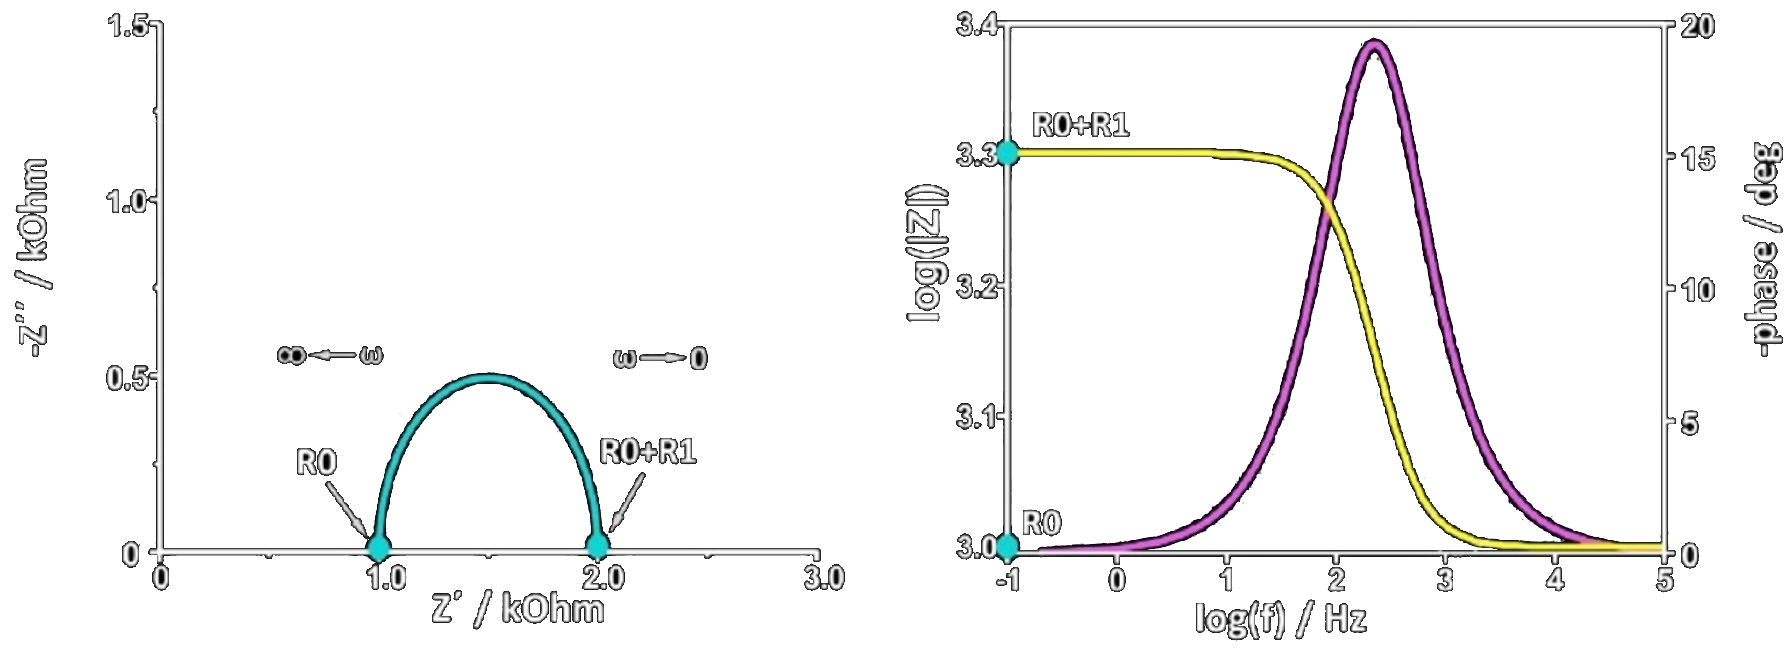 1.5
1.0
0.5
0
-Z´´ / kOhm
∞ ← ω
ω → 0
R0
R0+R1
0
1.0
2.0
3.0
Z´ / kOhm
3.4
3.3
3.2
3.1
3.0
log(|Z|)
R0+R1
R0
20
15
10
5
0
-phase / deg
-1
0
1
2
3
4
5
log(f) / Hz